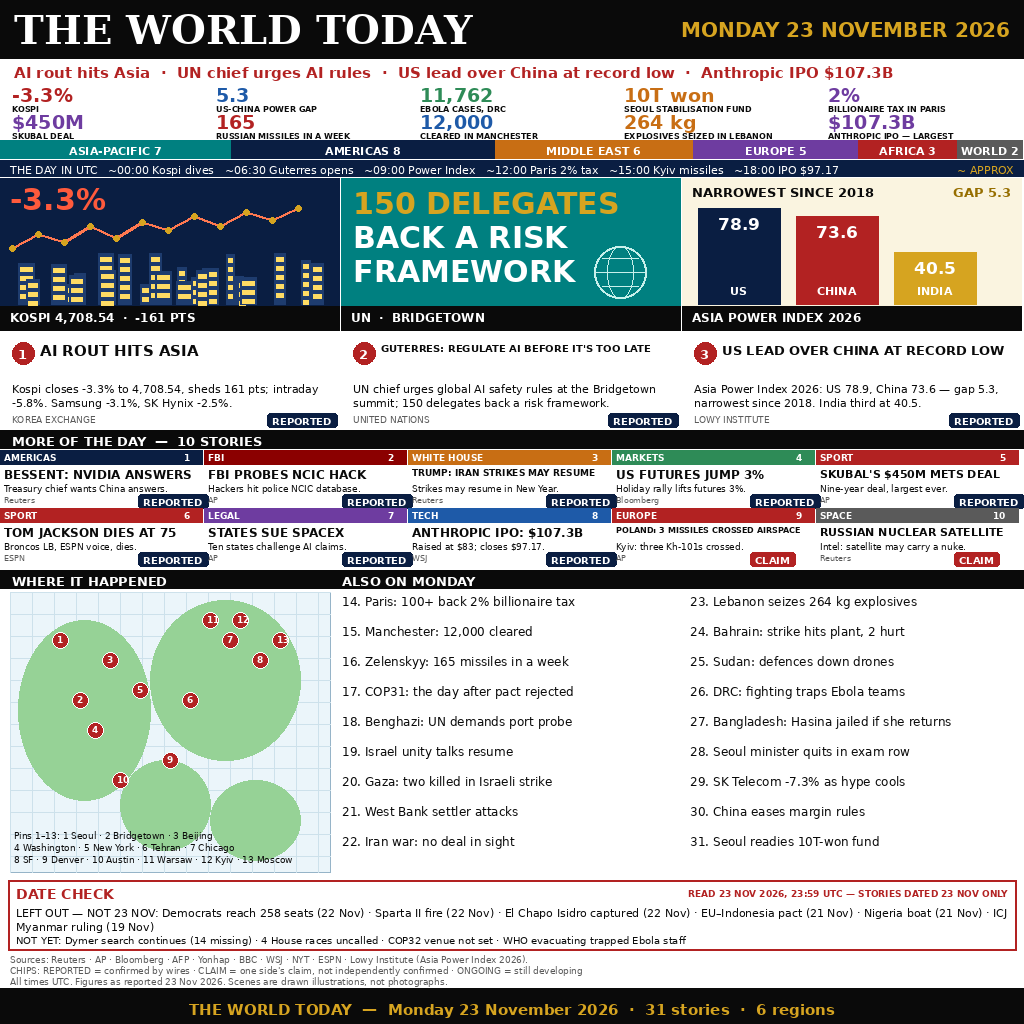 THE WORLD TODAY
MONDAY 23 NOVEMBER 2026
AI rout hits Asia · UN chief urges AI rules · US lead over China at record low · Anthropic IPO $107.3B
-3.3%
KOSPI
5.3
US-CHINA POWER GAP
11,762
EBOLA CASES, DRC
10T won
SEOUL STABILISATION FUND
2%
BILLIONAIRE TAX IN PARIS
$450M
SKUBAL DEAL
165
RUSSIAN MISSILES IN A WEEK
12,000
CLEARED IN MANCHESTER
264 kg
EXPLOSIVES SEIZED IN LEBANON
$107.3B
ANTHROPIC IPO — LARGEST
ASIA-PACIFIC 7
AMERICAS 8
MIDDLE EAST 6
EUROPE 5
AFRICA 3
WORLD 2
THE DAY IN UTC ~00:00 Kospi dives ~06:30 Guterres opens ~09:00 Power Index ~12:00 Paris 2% tax ~15:00 Kyiv missiles ~18:00 IPO $97.17
~ APPROX
-3.3%
KOSPI 4,708.54 · -161 PTS
150 DELEGATES
BACK A RISK
FRAMEWORK
UN · BRIDGETOWN
NARROWEST SINCE 2018
GAP 5.3
78.9
US
73.6
CHINA
40.5
INDIA
ASIA POWER INDEX 2026
1
AI ROUT HITS ASIA
Kospi closes -3.3% to 4,708.54, sheds 161 pts; intraday
-5.8%. Samsung -3.1%, SK Hynix -2.5%.
KOREA EXCHANGE
REPORTED
2
GUTERRES: REGULATE AI BEFORE IT'S TOO LATE
UN chief urges global AI safety rules at the Bridgetown
summit; 150 delegates back a risk framework.
UNITED NATIONS
REPORTED
3
US LEAD OVER CHINA AT RECORD LOW
Asia Power Index 2026: US 78.9, China 73.6 — gap 5.3,
narrowest since 2018. India third at 40.5.
LOWY INSTITUTE
REPORTED
MORE OF THE DAY — 10 STORIES
AMERICAS 1
BESSENT: NVIDIA ANSWERS
Treasury chief wants China answers.
Reuters
REPORTED
FBI 2
FBI PROBES NCIC HACK
Hackers hit police NCIC database.
AP
REPORTED
WHITE HOUSE 3
TRUMP: IRAN STRIKES MAY RESUME
Strikes may resume in New Year.
Reuters
REPORTED
MARKETS 4
US FUTURES JUMP 3%
Holiday rally lifts futures 3%.
Bloomberg
REPORTED
SPORT 5
SKUBAL'S $450M METS DEAL
Nine-year deal, largest ever.
AP
REPORTED
SPORT 6
TOM JACKSON DIES AT 75
Broncos LB, ESPN voice, dies.
ESPN
REPORTED
LEGAL 7
STATES SUE SPACEX
Ten states challenge AI claims.
AP
REPORTED
TECH 8
ANTHROPIC IPO: $107.3B
Raised at $83; closes $97.17.
WSJ
REPORTED
EUROPE 9
POLAND: 3 MISSILES CROSSED AIRSPACE
Kyiv: three Kh-101s crossed.
AP
CLAIM
SPACE 10
RUSSIAN NUCLEAR SATELLITE
Intel: satellite may carry a nuke.
Reuters
CLAIM
WHERE IT HAPPENED
11
12
1
7
13
3
8
5
2
6
4
9
10
Pins 1–13: 1 Seoul · 2 Bridgetown · 3 Beijing
4 Washington · 5 New York · 6 Tehran · 7 Chicago
8 SF · 9 Denver · 10 Austin · 11 Warsaw · 12 Kyiv · 13 Moscow
ALSO ON MONDAY
14. Paris: 100+ back 2% billionaire tax
15. Manchester: 12,000 cleared
16. Zelenskyy: 165 missiles in a week
17. COP31: the day after pact rejected
18. Benghazi: UN demands port probe
19. Israel unity talks resume
20. Gaza: two killed in Israeli strike
21. West Bank settler attacks
22. Iran war: no deal in sight
23. Lebanon seizes 264 kg explosives
24. Bahrain: strike hits plant, 2 hurt
25. Sudan: defences down drones
26. DRC: fighting traps Ebola teams
27. Bangladesh: Hasina jailed if she returns
28. Seoul minister quits in exam row
29. SK Telecom -7.3% as hype cools
30. China eases margin rules
31. Seoul readies 10T-won fund
DATE CHECK
READ 23 NOV 2026, 23:59 UTC — STORIES DATED 23 NOV ONLY
LEFT OUT — NOT 23 NOV: Democrats reach 258 seats (22 Nov) · Sparta II fire (22 Nov) · El Chapo Isidro captured (22 Nov) · EU–Indonesia pact (21 Nov) · Nigeria boat (21 Nov) · ICJ
Myanmar ruling (19 Nov)
NOT YET: Dymer search continues (14 missing) · 4 House races uncalled · COP32 venue not set · WHO evacuating trapped Ebola staff
Sources: Reuters · AP · Bloomberg · AFP · Yonhap · BBC · WSJ · NYT · ESPN · Lowy Institute (Asia Power Index 2026).
CHIPS: REPORTED = confirmed by wires · CLAIM = one side's claim, not independently confirmed · ONGOING = still developing
All times UTC. Figures as reported 23 Nov 2026. Scenes are drawn illustrations, not photographs.
THE WORLD TODAY — Monday 23 November 2026 · 31 stories · 6 regions